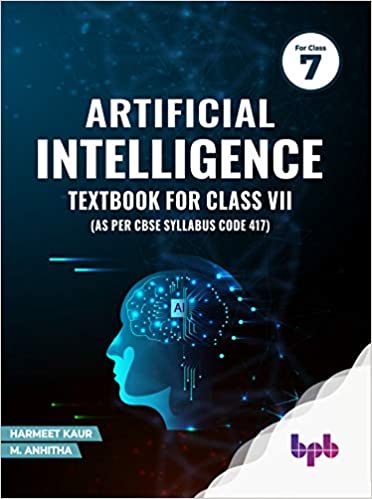 For Class
7
ARTIFICIAL
INTELLIGENCE
TEXTBOOK FOR CLASS VII
(AS PER CBSE SYLLABUS CODE 417)
AI
HARMEET KAUR
M. ANHITHA
bpb